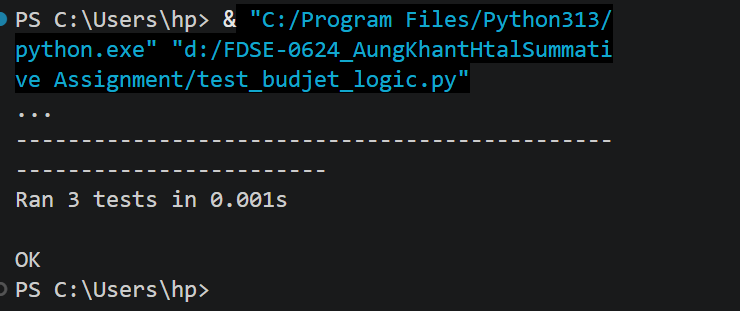 PS C:\Users\hp> & "C:/Program Files/Python313/
python.exe" "d:/FDSE-0624_AungKhantHtalSummati
ve Assignment/test_budjet_logic.py"
...
----------------------------------------------
------------------------
Ran 3 tests in 0.001s
OK
PS C:\Users\hp>